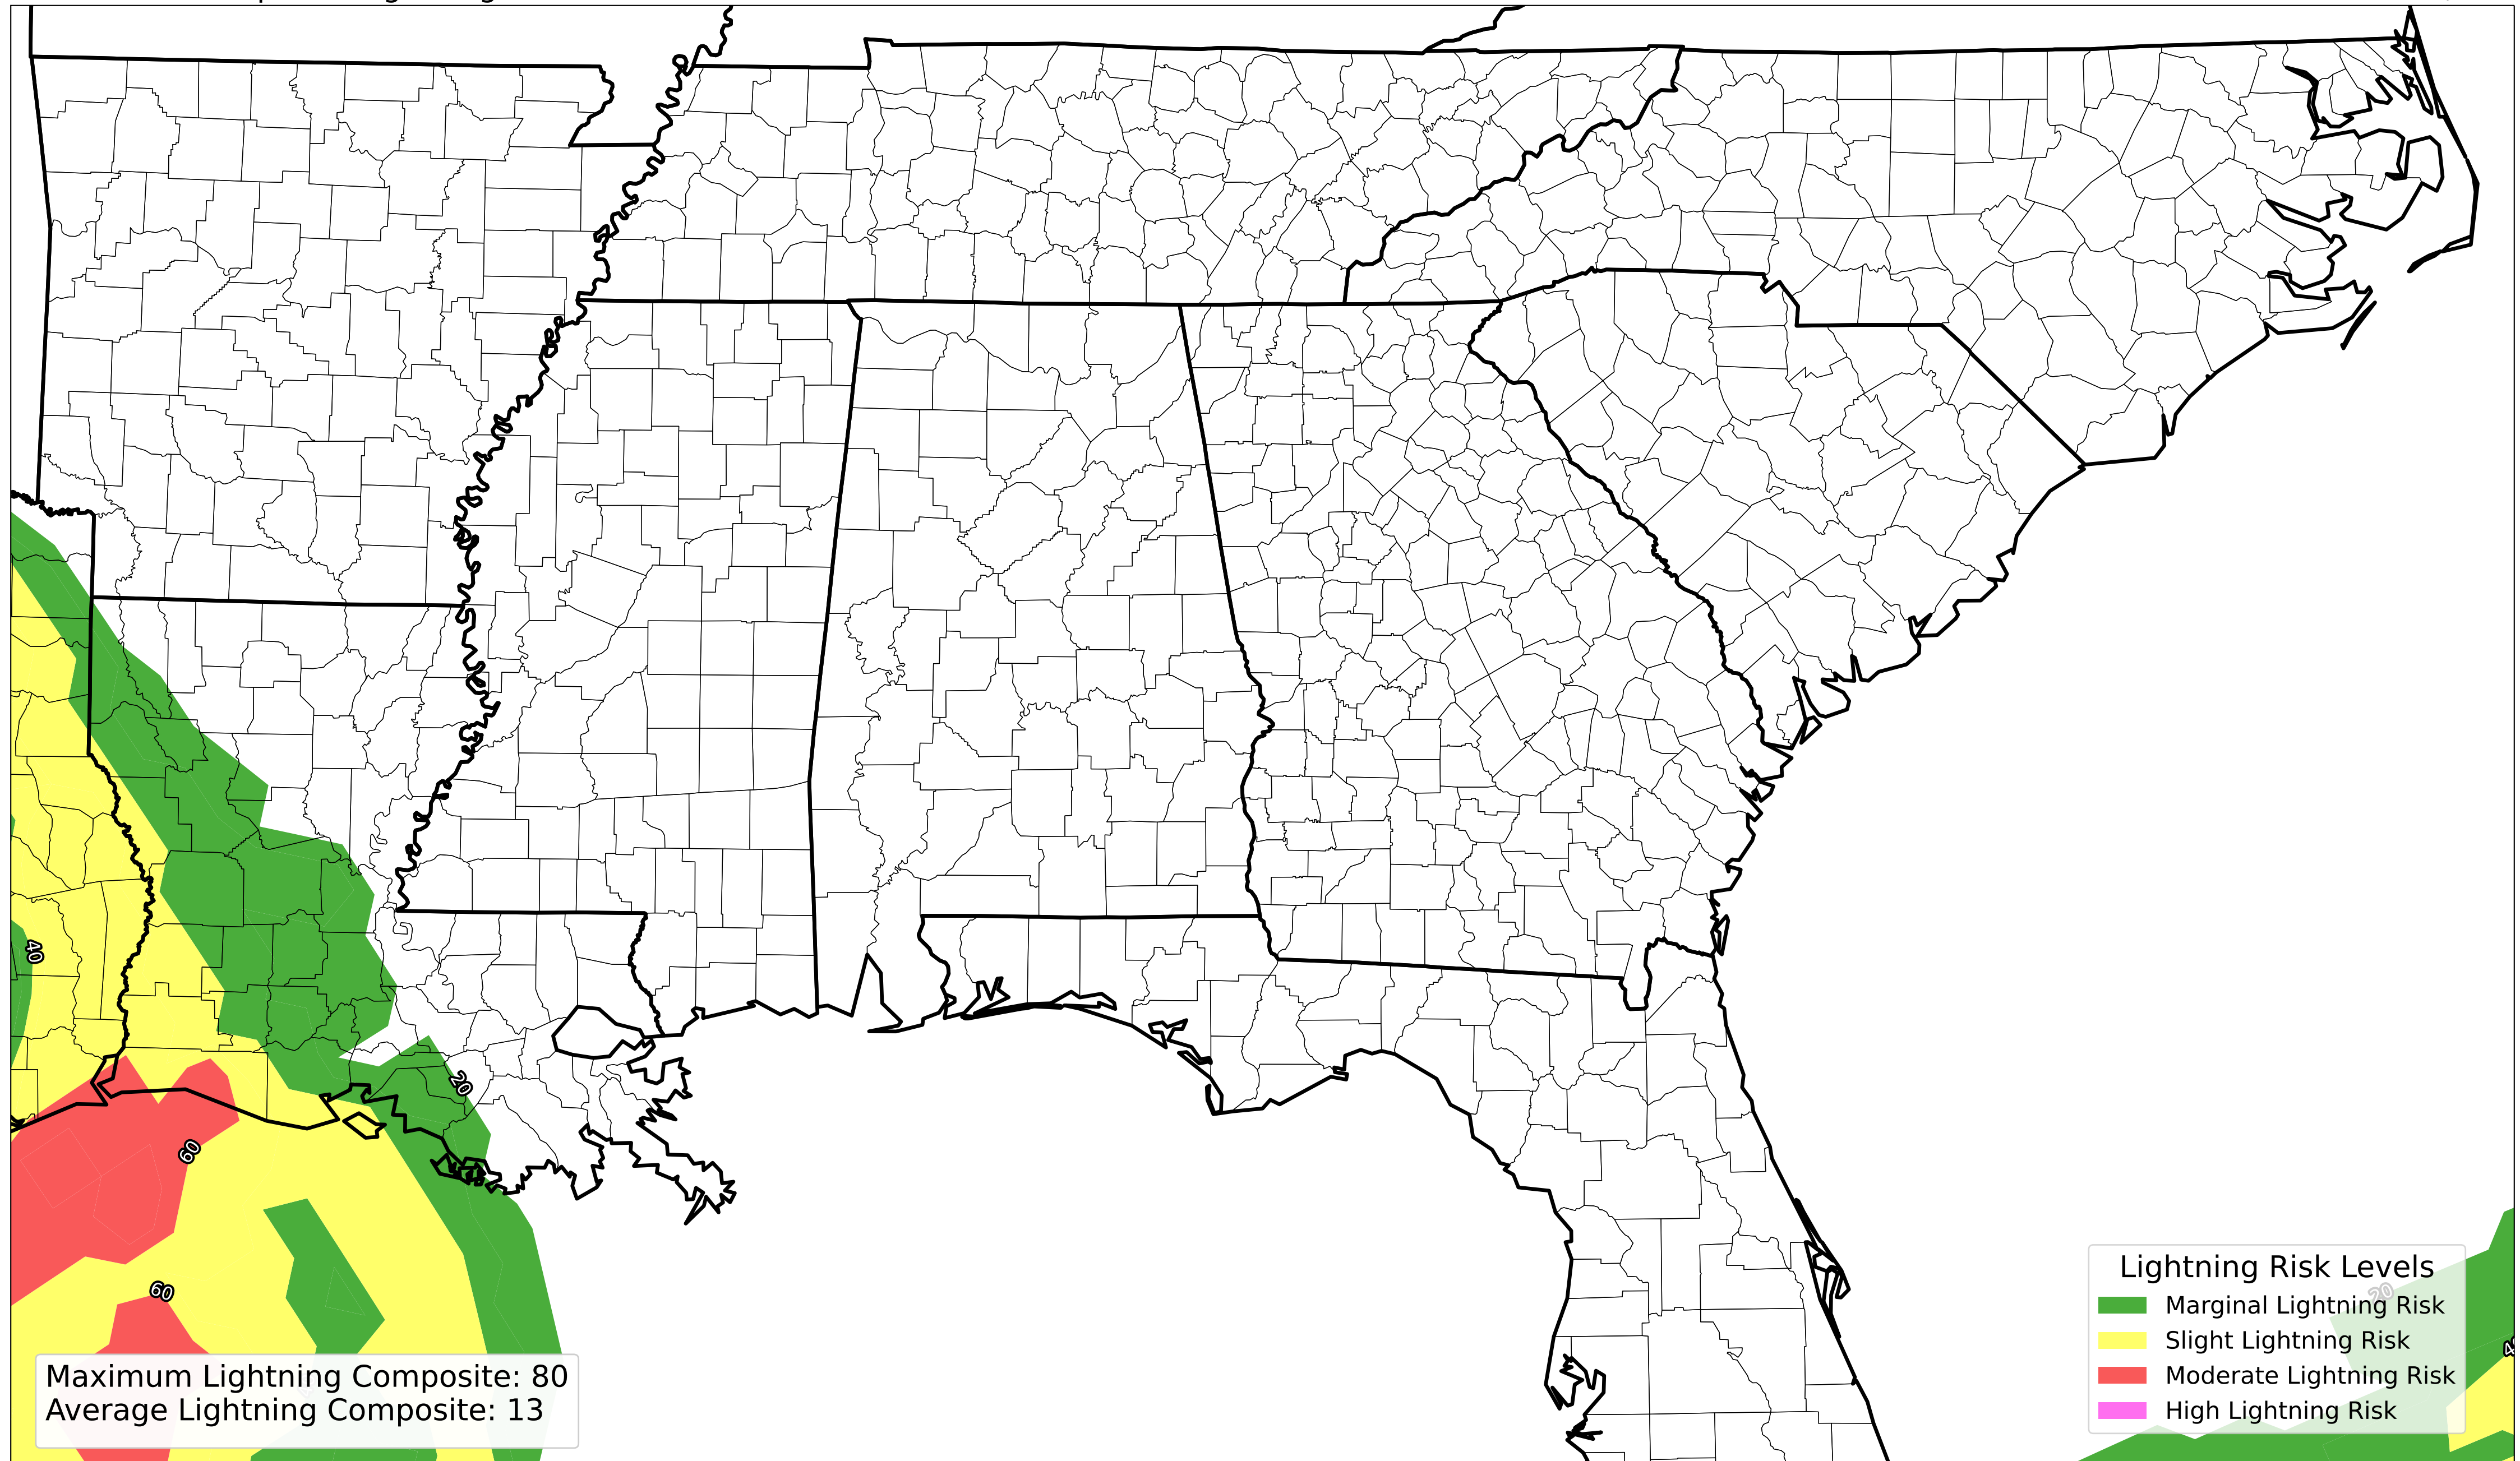 40
20
60
60
20
Lightning Risk Levels
Marginal Lightning Risk
Slight Lightning Risk
Moderate Lightning Risk
High Lightning Risk
Maximum Lightning Composite: 80
Average Lightning Composite: 13